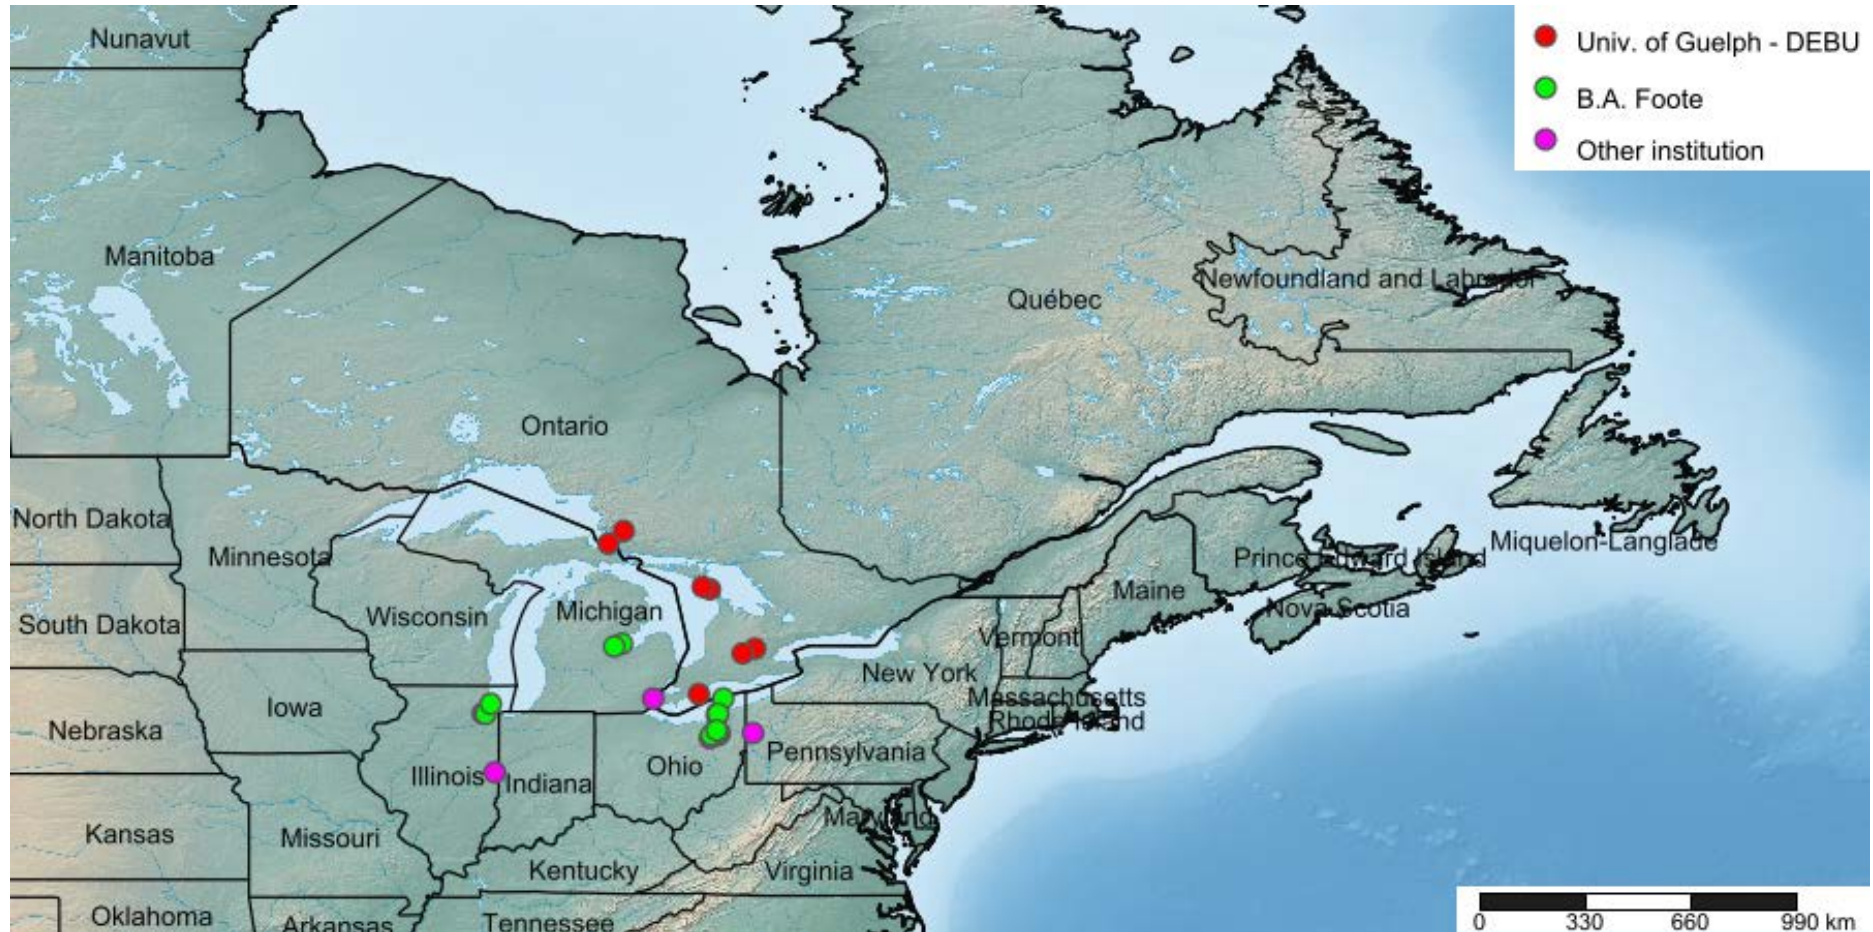 Nunavut
Univ. of Guelph - DEBU
B.A. Foote
Other institution
Manitoba
Newfoundland and Labrador
Québec
Ontario
North Dakota
Minnesota
Miquelon-Langlade
Prince Edward Island
Maine
Nova Scotia
Michigan
Wisconsin
South Dakota
Vermont
New York
Massachusetts
Iowa
Rhode Island
Nebraska
Pennsylvania
Ohio
Illinois
Indiana
Maryland
Kansas
Missouri
Kentucky
Virginia
Oklahoma
Arkansas
Tennessee
0 330 660 990 km